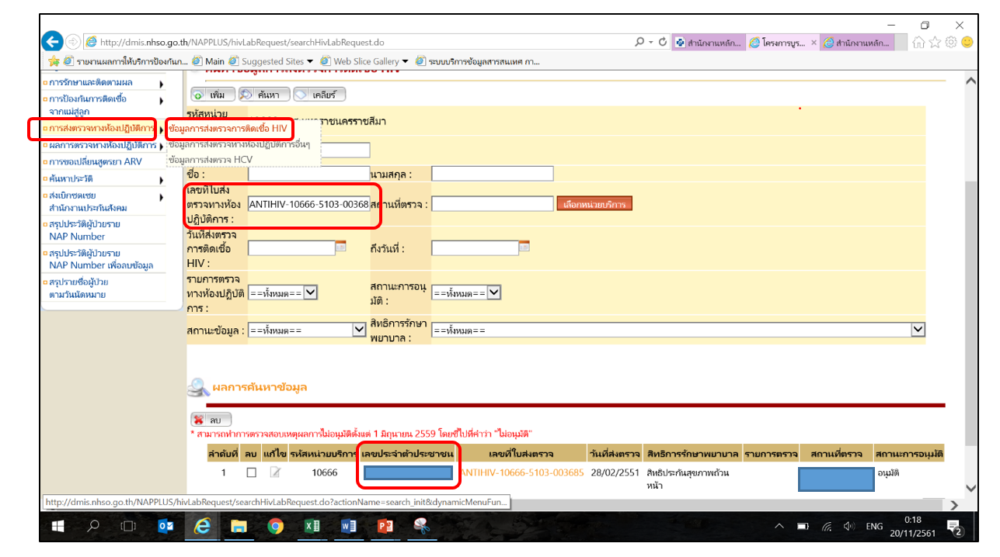 http://dmis.nhso.go.th/NAPPLUS/hivLabRequest/searchHivLabRequest.do
สำนักงานหลัก...
โครงการบูร...
สำนักงานหลัก...
รายงานผลการให้บริการป้องกัน...
Main
Suggested Sites
Web Slice Gallery
ระบบบริการข้อมูลสารสนเทศ กา...
การรักษาและติดตามผล
การป้องกันการติดเชื้อ
จากแม่สู่ลูก
การส่งตรวจทางห้องปฏิบัติการ
ผลการตรวจทางห้องปฏิบัติการ
การขอเปลี่ยนสูตรยา ARV
ค้นหาประวัติ
ส่งเบิกชดเชย
สำนักงานประกันสังคม
สรุปประวัติผู้ป่วยราย
NAP Number
สรุปประวัติผู้ป่วยราย
NAP Number เพื่อลบข้อมูล
สรุปรายชื่อผู้ป่วย
ตามวันนัดหมาย
ข้อมูลการส่งตรวจการติดเชื้อ HIV
ข้อมูลการส่งตรวจทางห้องปฏิบัติการอื่นๆ
ข้อมูลการส่งตรวจ HCV
เพิ่ม
ค้นหา
เคลียร์
รหัสหน่วย
ราชนครราชสีมา
ชื่อ :
นามสกุล :
เลขที่ใบส่ง
ตรวจทางห้อง
ปฏิบัติการ :
ANTIHIV-10666-5103-00368
สถานที่ตรวจ :
เลือกหน่วยบริการ
วันที่ส่งตรวจ
การติดเชื้อ
HIV :
ถึงวันที่ :
รายการตรวจ
ทางห้องปฏิบัติ
การ :
==ทั้งหมด==
สถานะการอนุ
มัติ :
==ทั้งหมด==
สถานะข้อมูล :
==ทั้งหมด==
สิทธิการรักษา
พยาบาล :
==ทั้งหมด==
ผลการค้นหาข้อมูล
ลบ
* สามารถทำการตรวจสอบเหตุผลการไม่อนุมัติตั้งแต่ 1 มิถุนายน 2559 โดยชี้ไปที่คำว่า "ไม่อนุมัติ"
ลำดับที่ ลบ แก้ไข รหัสหน่วยบริการ เลขประจำตัวประชาชน เลขที่ใบส่งตรวจ วันที่ส่งตรวจ สิทธิการรักษาพยาบาล รายการตรวจ สถานที่ตรวจ สถานะการอนุมัติ
1 10666 ANTIHIV-10666-5103-003685 28/02/2551 สิทธิประกันสุขภาพถ้วน อนุมัติ
หน้า
http://dmis.nhso.go.th/NAPPLUS/hivLabRequest/searchHivLabRequest.do?actionName=search_init&dynamicMenuFun...
ENG
0:18
20/11/2561
2